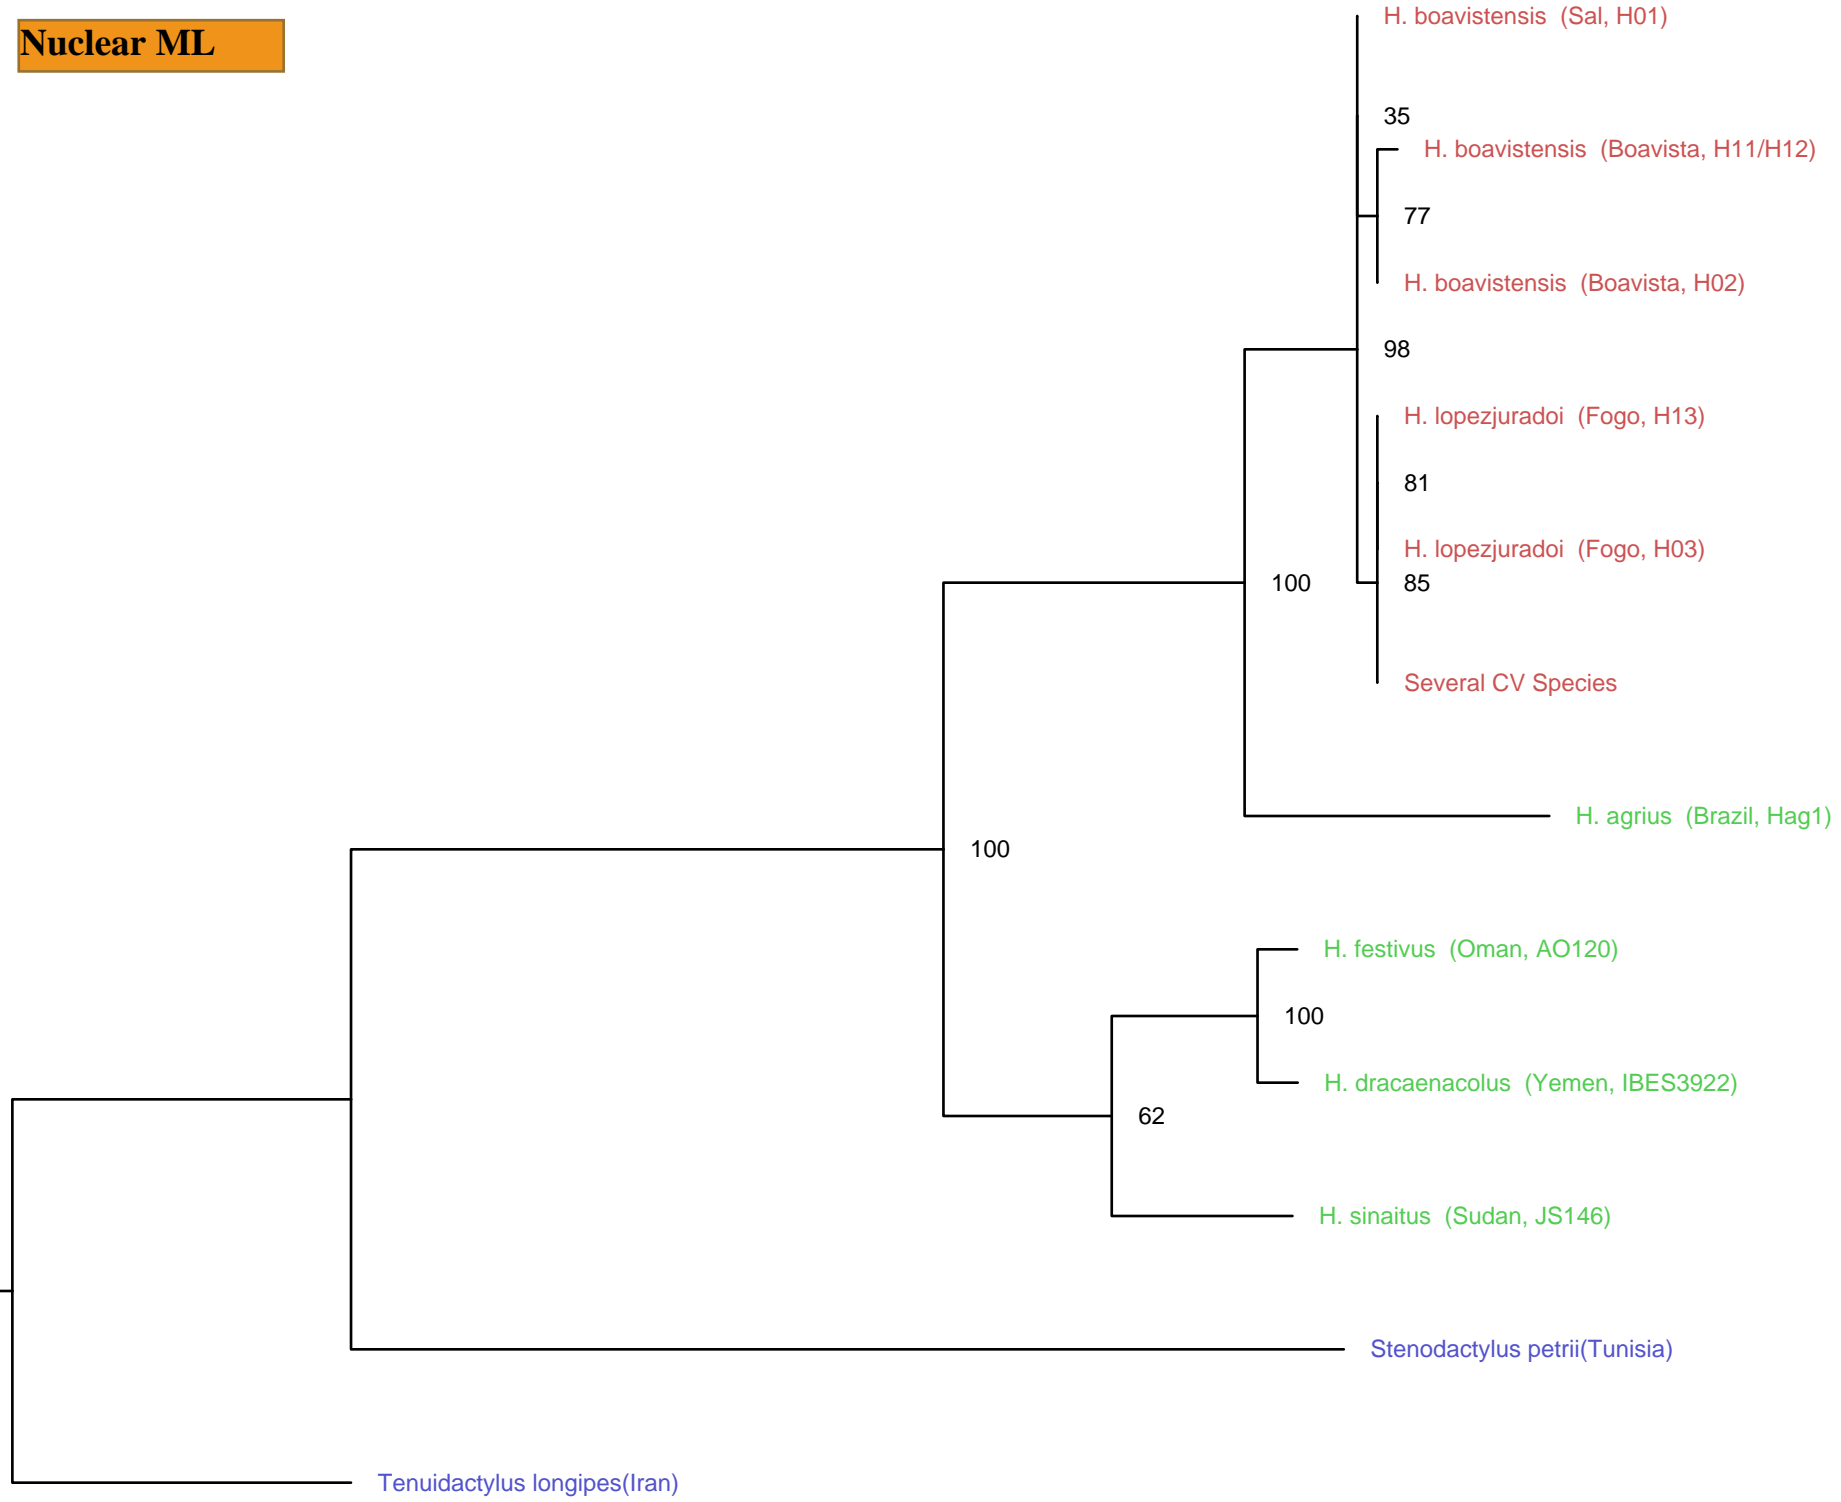 Nuclear ML
H. boavistensis (Sal, H01)
35
H. boavistensis (Boavista, H11/H12)
77
H. boavistensis (Boavista, H02)
98
H. lopezjuradoi (Fogo, H13)
81
H. lopezjuradoi (Fogo, H03)
100
85
Several CV Species
H. agrius (Brazil, Hag1)
100
H. festivus (Oman, AO120)
100
H. dracaenacolus (Yemen, IBES3922)
62
H. sinaitus (Sudan, JS146)
Stenodactylus petrii(Tunisia)
Tenuidactylus longipes(Iran)